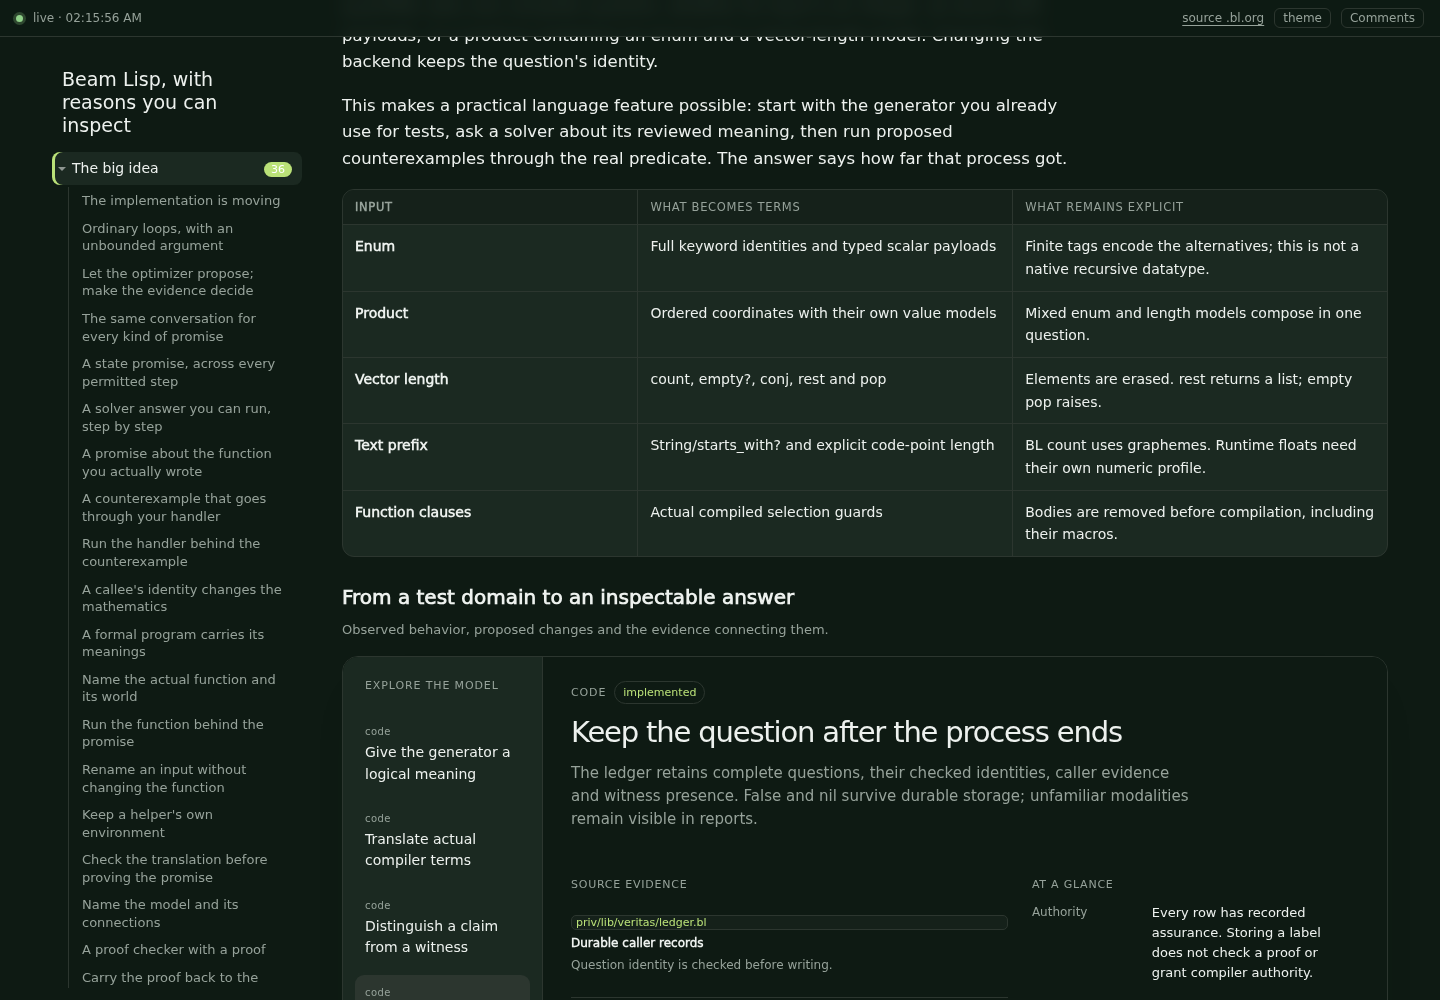 live · 02:15:56 AM
source .bl.org
theme
Comments
Beam Lisp, with
reasons you can
inspect
The big idea
36
The implementation is moving
Ordinary loops, with an
unbounded argument
Let the optimizer propose;
make the evidence decide
The same conversation for
every kind of promise
A state promise, across every
permitted step
A solver answer you can run,
step by step
A promise about the function
you actually wrote
A counterexample that goes
through your handler
Run the handler behind the
counterexample
A callee's identity changes the
mathematics
A formal program carries its
meanings
Name the actual function and
its world
Run the function behind the
promise
Rename an input without
changing the function
Keep a helper's own
environment
Check the translation before
proving the promise
Name the model and its
connections
A proof checker with a proof
Carry the proof back to the
payloads, or a product containing an enum and a vector-length model. Changing the
backend keeps the question's identity.
This makes a practical language feature possible: start with the generator you already
use for tests, ask a solver about its reviewed meaning, then run proposed
counterexamples through the real predicate. The answer says how far that process got.
INPUT
WHAT BECOMES TERMS
WHAT REMAINS EXPLICIT
Enum
Full keyword identities and typed scalar payloads
Finite tags encode the alternatives; this is not a
native recursive datatype.
Product
Ordered coordinates with their own value models
Mixed enum and length models compose in one
question.
Vector length
count, empty?, conj, rest and pop
Elements are erased. rest returns a list; empty
pop raises.
Text prefix
String/starts_with? and explicit code-point length
BL count uses graphemes. Runtime floats need
their own numeric profile.
Function clauses
Actual compiled selection guards
Bodies are removed before compilation, including
their macros.
From a test domain to an inspectable answer
Observed behavior, proposed changes and the evidence connecting them.
EXPLORE THE MODEL
code
Give the generator a
logical meaning
code
Translate actual
compiler terms
code
Distinguish a claim
from a witness
code
CODE
implemented
Keep the question after the process ends
The ledger retains complete questions, their checked identities, caller evidence
and witness presence. False and nil survive durable storage; unfamiliar modalities
remain visible in reports.
SOURCE EVIDENCE
priv/lib/veritas/ledger.bl
Durable caller records
Question identity is checked before writing.
AT A GLANCE
Authority
Every row has recorded
assurance. Storing a label
does not check a proof or
grant compiler authority.